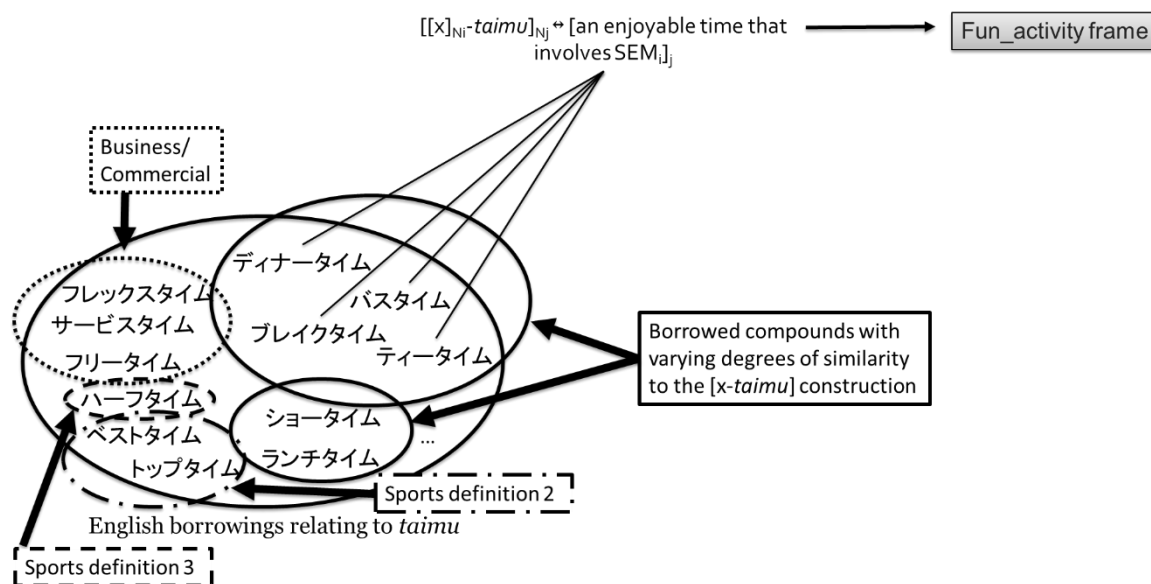 [[x]Ni-taimu]Nj ↔ [an enjoyable time that
involves SEMi]j
Fun_activity frame
Business/
Commercial
ディナータイム
フレックスタイム
バスタイム
サービスタイム
ブレイクタイム
ティータイム
フリータイム
Borrowed compounds with
varying degrees of similarity
to the [x-taimu] construction
ハーフタイム
ショータイム
ベストタイム
...
ランチタイム
トップタイム
Sports definition 2
English borrowings relating to taimu
Sports definition 3